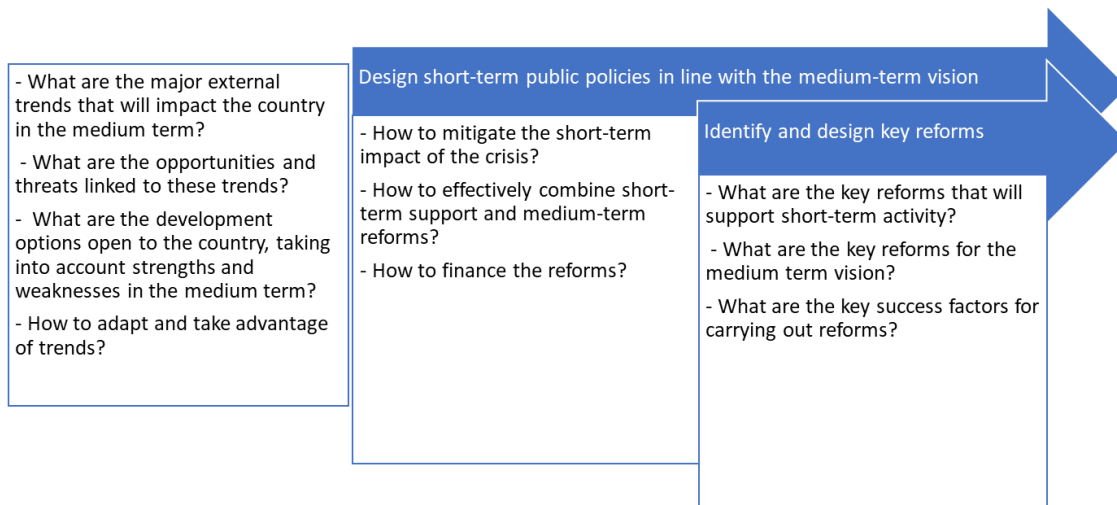 - What are the major external
trends that will impact the country
in the medium term?
- What are the opportunities and
threats linked to these trends?
- What are the development
options open to the country, taking
into account strengths and
weaknesses in the medium term?
- How to adapt and take advantage
of trends?
Design short-term public policies in line with the medium-term vision
- How to mitigate the short-term
impact of the crisis?
- How to effectively combine short-
term support and medium-term
reforms?
- How to finance the reforms?
Identify and design key reforms
- What are the key reforms that will
support short-term activity?
- What are the key reforms for the
medium term vision?
- What are the key success factors for
carrying out reforms?